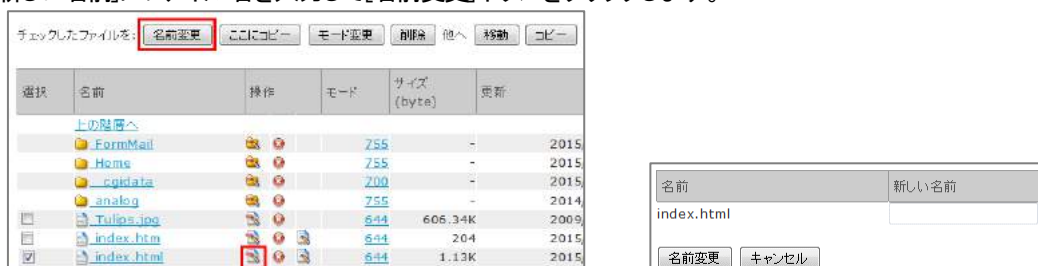 チェックしたファイルを: 名前変更 ここにコピー モード変更 削除 他へ 移動 コピー
選択 名前 操作 モード サイズ (byte) 更新
上の階層へ
FormMail 755 - 2015/
Home 755 - 2015/
cgidata 700 - 2015/
analog 755 - 2014/
Tulips.jpg 644 606.34K 2009/
index.htm 644 204 2015/
index.html 644 1.13K 2015/
名前 新しい名前
index.html
名前変更 キャンセル